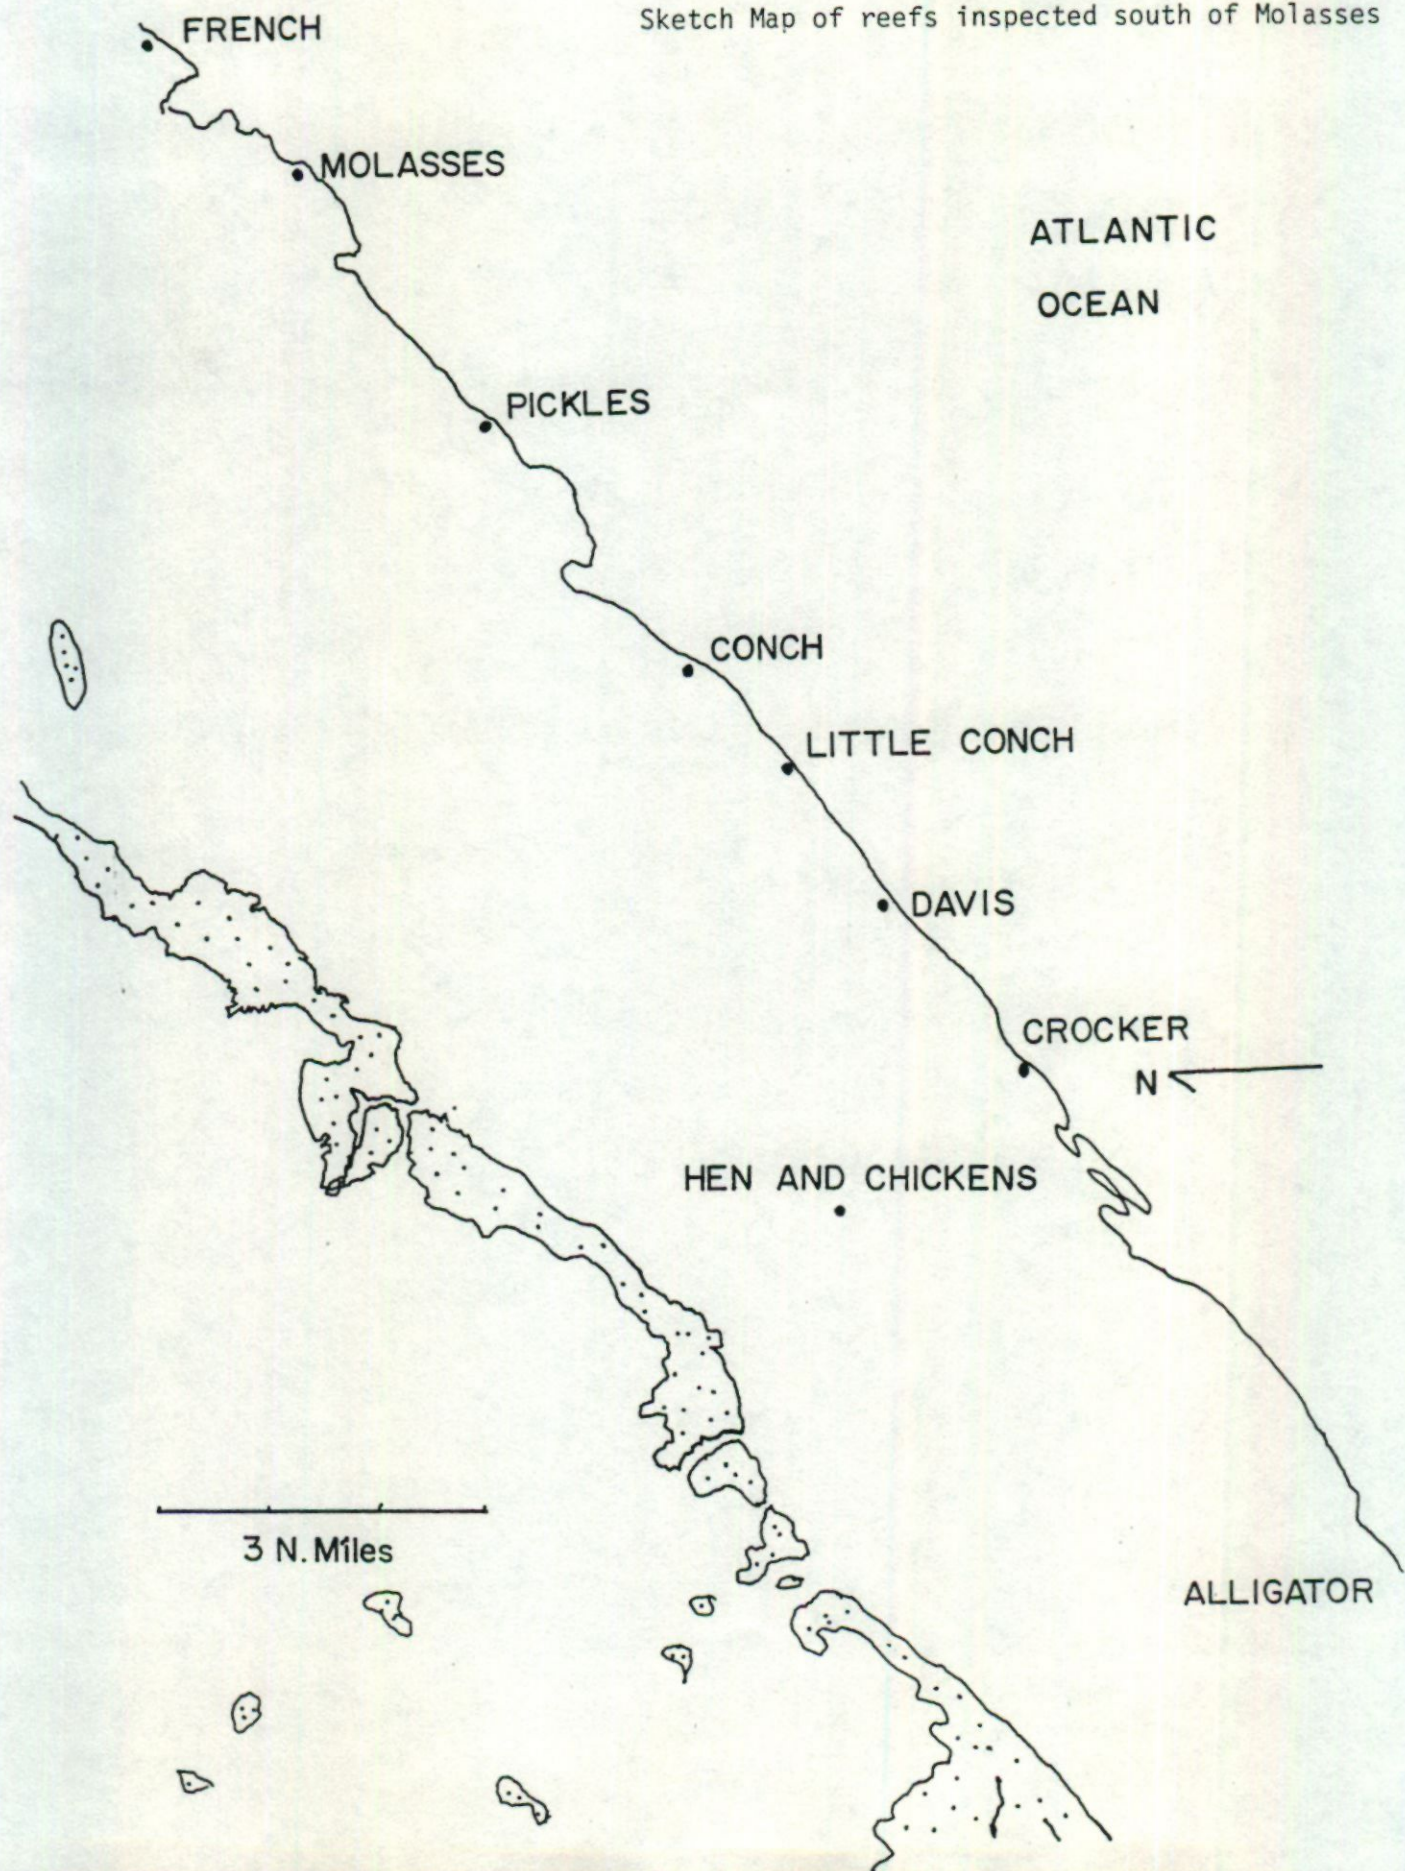 Sketch Map of reefs inspected south of Molasses
FRENCH
MOLASSES
ATLANTIC
OCEAN
PICKLES
CONCH
LITTLE CONCH
DAVIS
CROCKER
N
HEN AND CHICKENS
3 N. Miles
ALLIGATOR